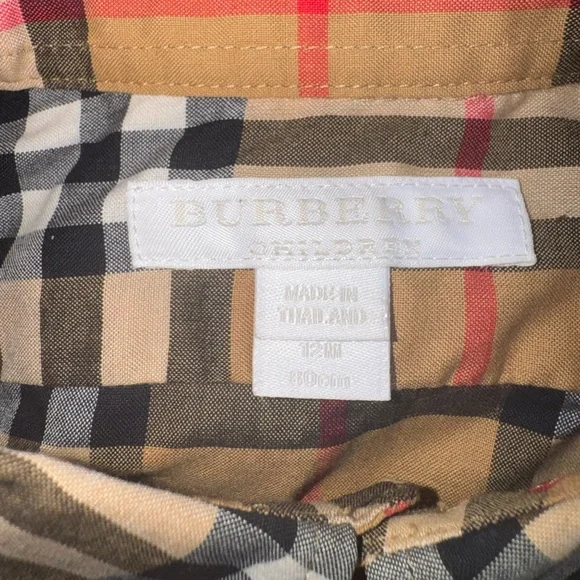 BURBERRY
CHILDREN
MADE IN
THAILAND
12M
80cm